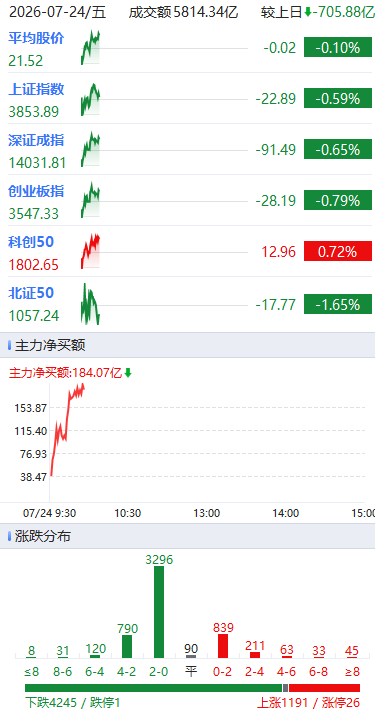 2026-07-24/五 成交额 5814.34亿 较上日-705.88亿
平均股价
21.52 -0.02 -0.10%
上证指数
3853.89 -22.89 -0.59%
深证成指
14031.81 -91.49 -0.65%
创业板指
3547.33 -28.19 -0.79%
科创50
1802.65 12.96 0.72%
北证50
1057.24 -17.77 -1.65%
主力净买额
主力净买额:184.07亿
153.87
115.40
76.93
38.47
07/24 9:30 10:30 13:00 14:00 15:00
涨跌分布
8 31 120 790 3296 90 839 211 63 33 45
≤8 8-6 6-4 4-2 2-0 平 0-2 2-4 4-6 6-8 ≥8
下跌4245 / 跌停1 上涨1191 / 涨停26